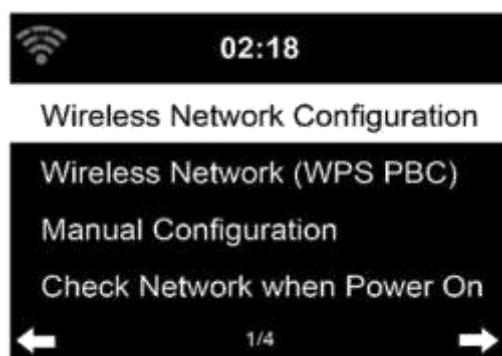 02:18
Wireless Network Configuration
Wireless Network (WPS PBC)
Manual Configuration
Check Network when Power On
1/4